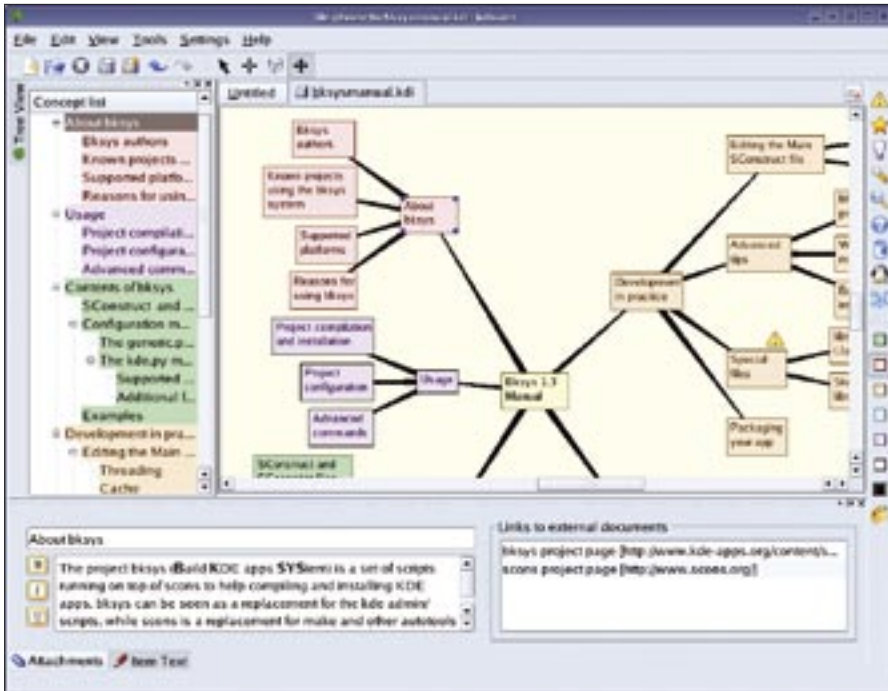 File Edit View Tools Settings Help
Tree View
Concept list
About bksys
Bksys authors
Known projects ...
Supported platfo...
Reasons for usin...
Usage
Project compilati...
Project configura...
Advanced comm...
Contents of bksys
SConstruct and ...
Configuration m...
The generic.p...
The kde.py m...
Supported ...
Additional f...
Examples
Development in pra...
Editing the Main ...
Threading
Cache
Untitled
bksysmanual.kdi
Bksys
authors
Known projects
using the bksys
system
Supported
platforms
Reasons for
using bksys
About
bksys
Project compilation
and installation
Project
configuration
Advanced
commands
Usage
Bksys 1.3
Manual
SConstruct and
Editing the Main
SConstruct file
Advanced
tips
Development
in practice
Special
files
Packaging
your app
About bksys
The project bksys (Build KDE apps SYStem) is a set of scripts
running on top of scons to help compiling and installing KDE
apps. bksys can be seen as a replacement for the kde admin/
scripts, while scons is a replacement for make and other autotools
Links to external documents
bksys project page [http://www.kde-apps.org/content/s...
scons project page [http://www.scons.org/]
Attachments
Item Text